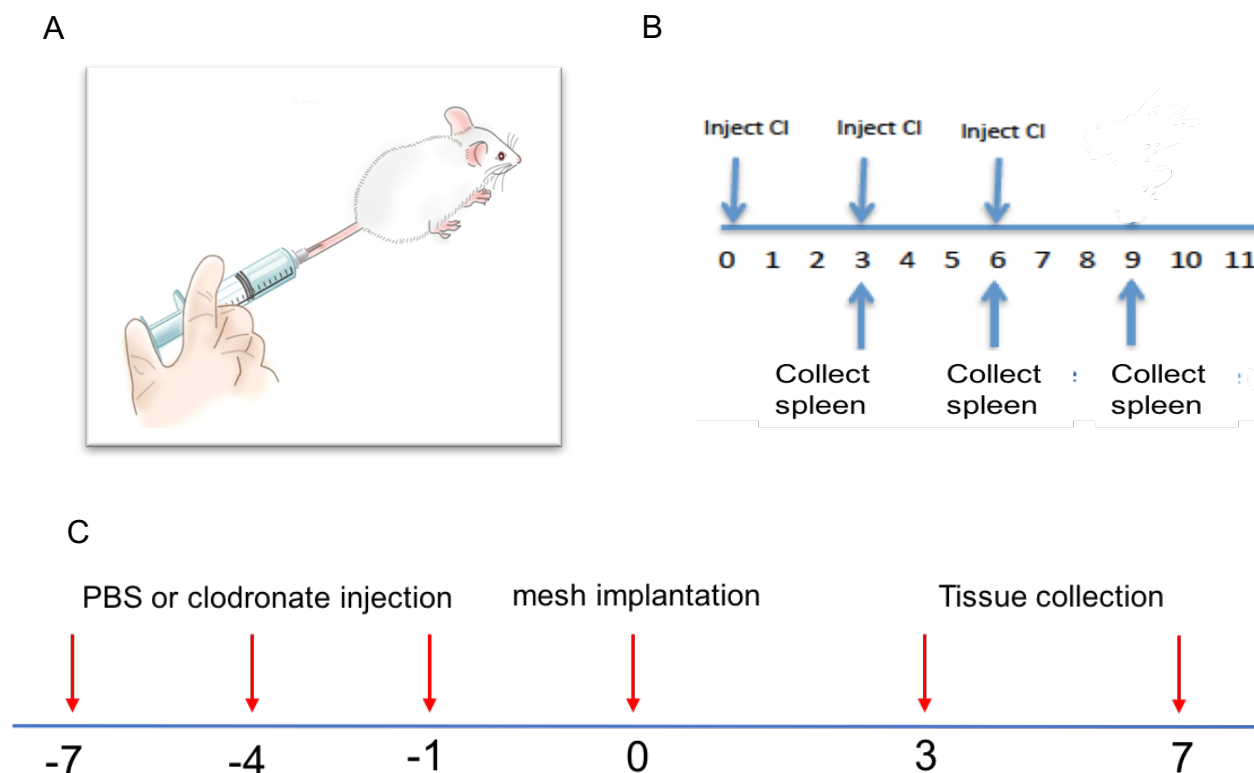 A
B
Inject Cl Inject Cl Inject Cl
0 1 2 3 4 5 6 7 8 9 10 11
Collect Collect Collect
spleen spleen spleen
C
PBS or clodronate injection mesh implantation Tissue collection
-7 -4 -1 0 3 7